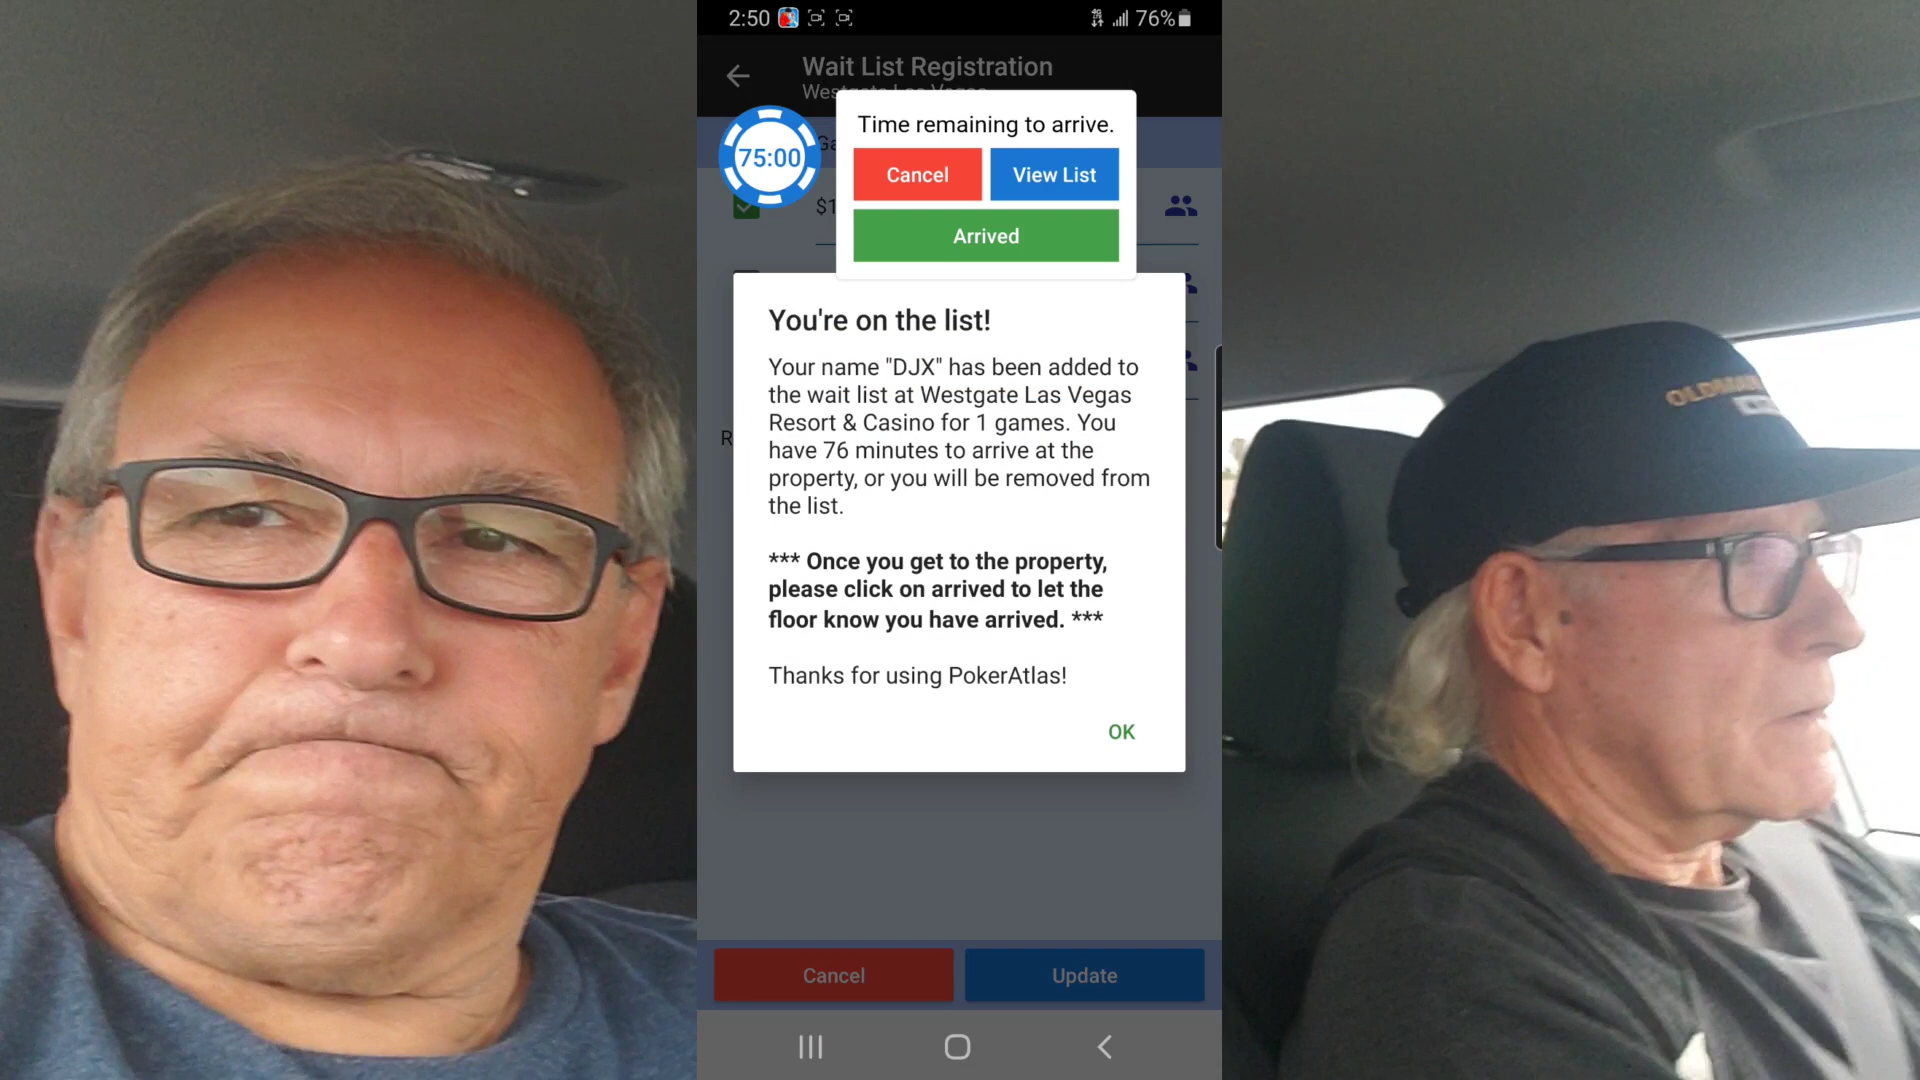 2:50
76%
Wait List Registration
Westgate Las Vegas
75:00
Time remaining to arrive.
Cancel
View List
$1
Arrived
You're on the list!
Your name "DJX" has been added to
the wait list at Westgate Las Vegas
Resort & Casino for 1 games. You
have 76 minutes to arrive at the
property, or you will be removed from
the list.
*** Once you get to the property,
please click on arrived to let the
floor know you have arrived. ***
Thanks for using PokerAtlas!
OK
Cancel
Update